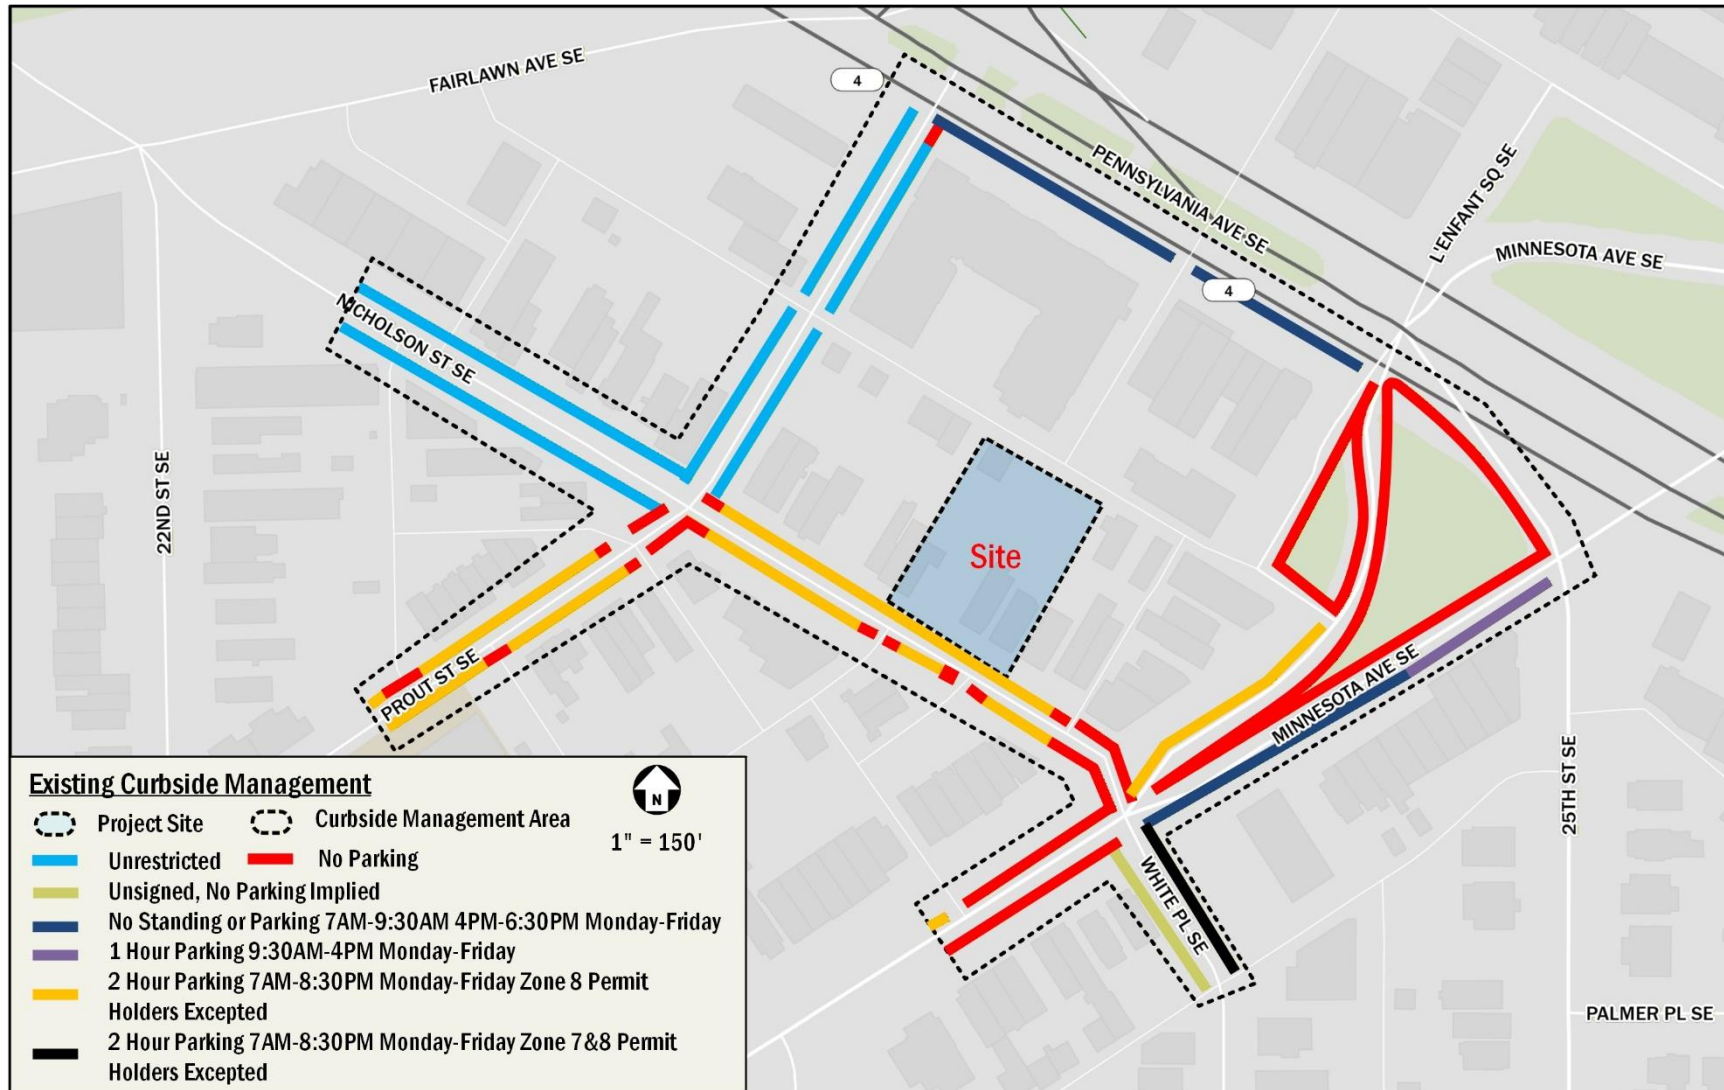 FAIRLAWN AVE SE
4
PENNSYLVANIA AVE SE
L'ENFANT SQ SE
MINNESOTA AVE SE
4
NICHOLSON ST SE
22ND ST SE
Site
PROUT ST SE
MINNESOTA AVE SE
25TH ST SE
WHITE PL SE
PALMER PL SE
Existing Curbside Management
N
1" = 150'
Project Site
Curbside Management Area
Unrestricted
No Parking
Unsigned, No Parking Implied
No Standing or Parking 7AM-9:30AM 4PM-6:30PM Monday-Friday
1 Hour Parking 9:30AM-4PM Monday-Friday
2 Hour Parking 7AM-8:30PM Monday-Friday Zone 8 Permit
Holders Excepted
2 Hour Parking 7AM-8:30PM Monday-Friday Zone 7&8 Permit
Holders Excepted